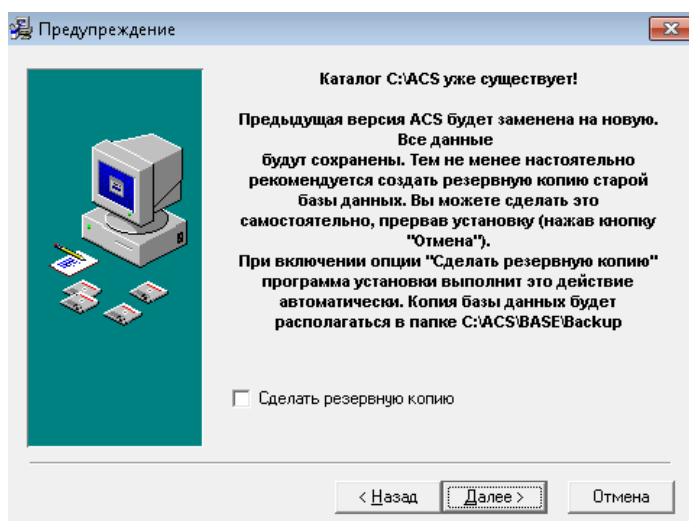 Предупреждение
Каталог C:\ACS уже существует!
Предыдущая версия ACS будет заменена на новую.
Все данные
будут сохранены. Тем не менее настоятельно
рекомендуется создать резервную копию старой
базы данных. Вы можете сделать это
самостоятельно, прервав установку (нажав кнопку
"Отмена").
При включении опции "Сделать резервную копию"
программа установки выполнит это действие
автоматически. Копия базы данных будет
располагаться в папке C:\ACS\BASE\Backup
Сделать резервную копию
< Назад
Далее >
Отмена